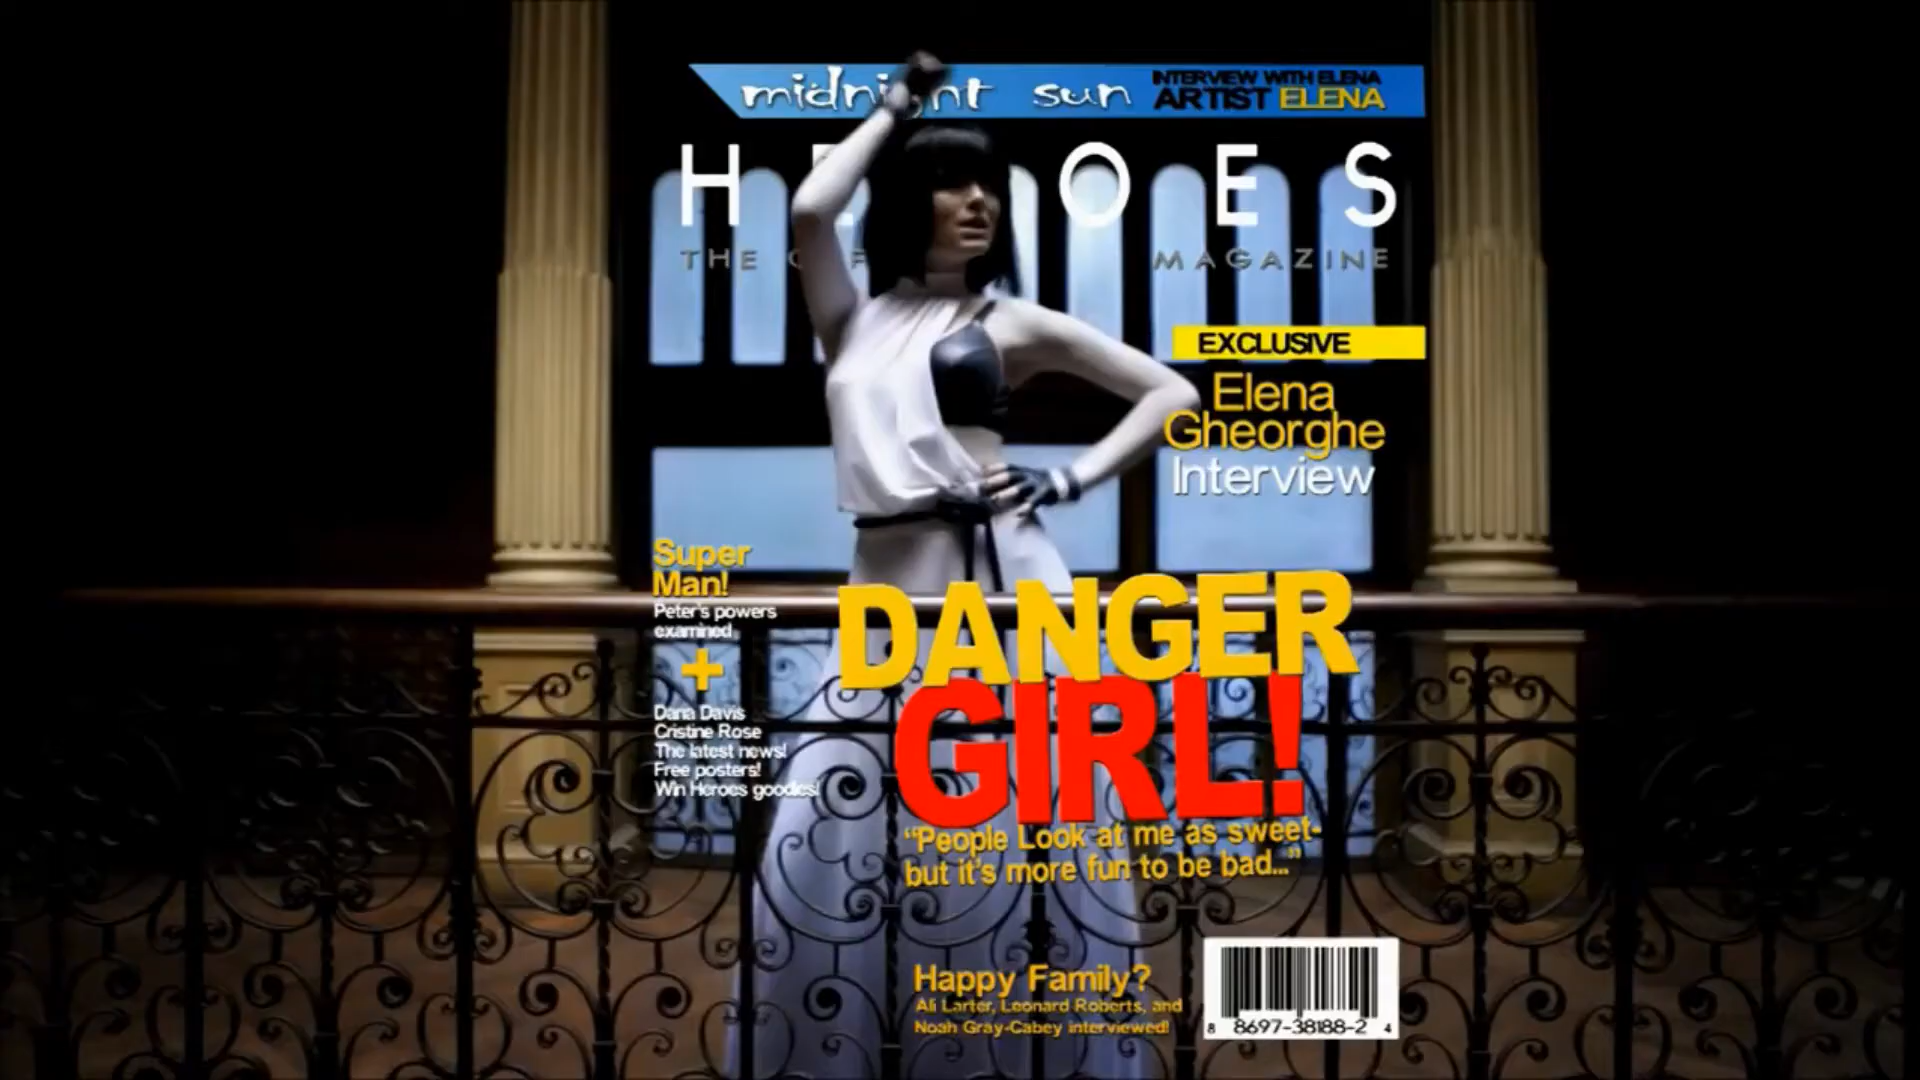 midnight sun
INTERVIEW WITH ELENA
ARTIST ELENA
HEROES
THE MAGAZINE
EXCLUSIVE
Elena
Gheorghe
Interview
Super
Man!
Peter's powers
examined
+
Dana Davis
Cristine Rose
The latest news!
Free posters!
Win Heroes goodies!
DANGER
GIRL!
“People Look at me as sweet-
but it's more fun to be bad...”
Happy Family?
Ali Larter, Leonard Roberts, and
Noah Gray-Cabey interviewed!
8 8697-38188-2 4